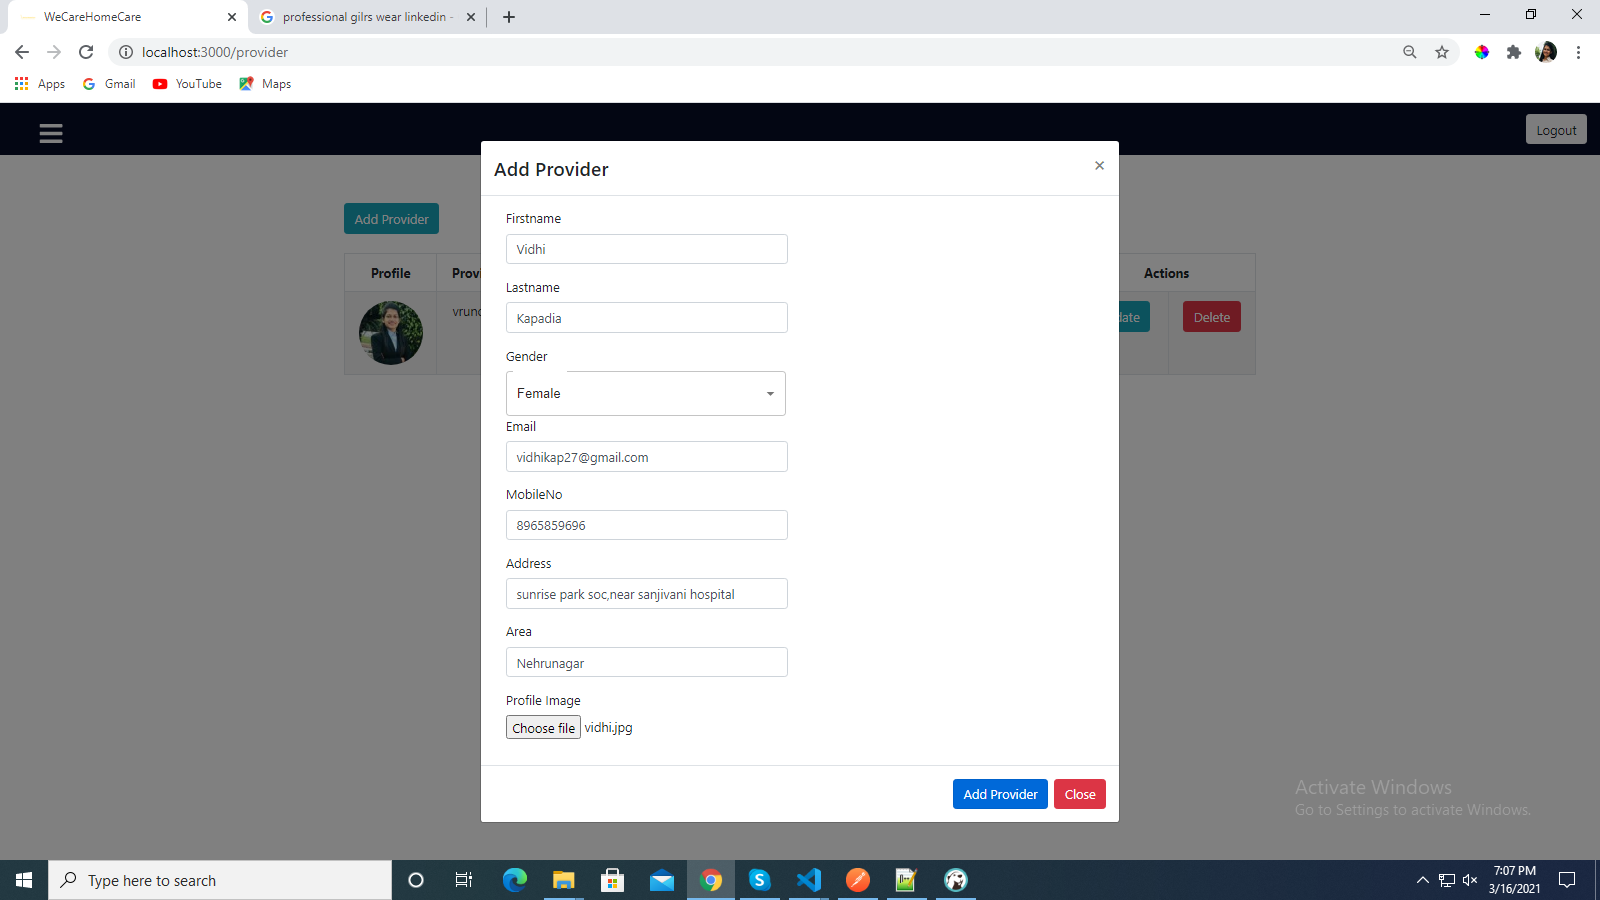 WeCareHomeCare
professional gilrs wear linkedin -
localhost:3000/provider
Apps
Gmail
YouTube
Maps
Logout
Add Provider
×
Add Provider
Firstname
Vidhi
Lastname
Kapadia
Gender
Female
Email
vidhikap27@gmail.com
MobileNo
8965859696
Address
sunrise park soc,near sanjivani hospital
Area
Nehrunagar
Profile Image
Choose file vidhi.jpg
Add Provider Close
Profile Provi Actions
vrund date Delete
Activate Windows
Go to Settings to activate Windows.
Type here to search
7:07 PM
3/16/2021